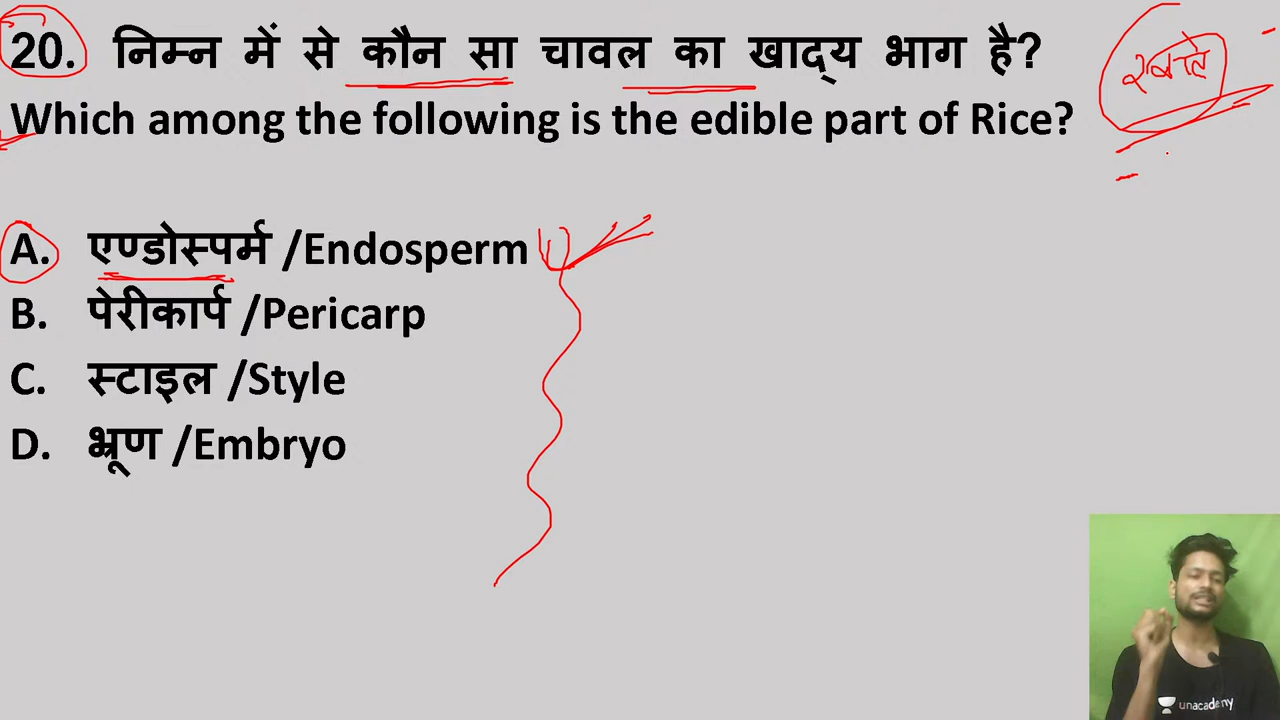 20. निम्न में से कौन सा चावल का खाद्य भाग है?
Which among the following is the edible part of Rice?
A. एण्डोस्पर्म /Endosperm
B. पेरीकार्प /Pericarp
C. स्टाइल /Style
D. भ्रूण /Embryo
unacademy